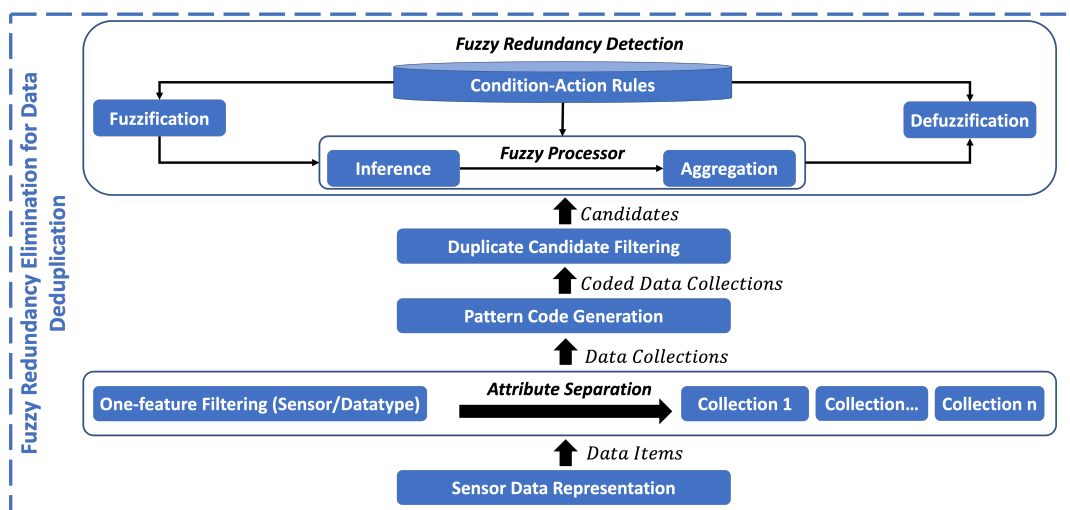 Fuzzy Redundancy Elimination for Data
Deduplication
Fuzzy Redundancy Detection
Condition-Action Rules
Fuzzification
Defuzzification
Fuzzy Processor
Inference
Aggregation
Candidates
Duplicate Candidate Filtering
Coded Data Collections
Pattern Code Generation
Data Collections
Attribute Separation
One-feature Filtering (Sensor/Datatype)
Collection 1
Collection...
Collection n
Data Items
Sensor Data Representation